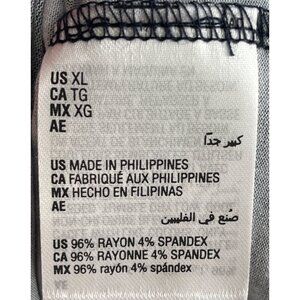 US XL
CA TG
MX XG
AE
كبير جدًا
US MADE IN PHILIPPINES
CA FABRIQUÉ AUX PHILIPPINES
MX HECHO EN FILIPINAS
AE
صُنع في الفلبين
US 96% RAYON 4% SPANDEX
CA 96% RAYONNE 4% SPANDEX
MX 96% rayón 4% spándex